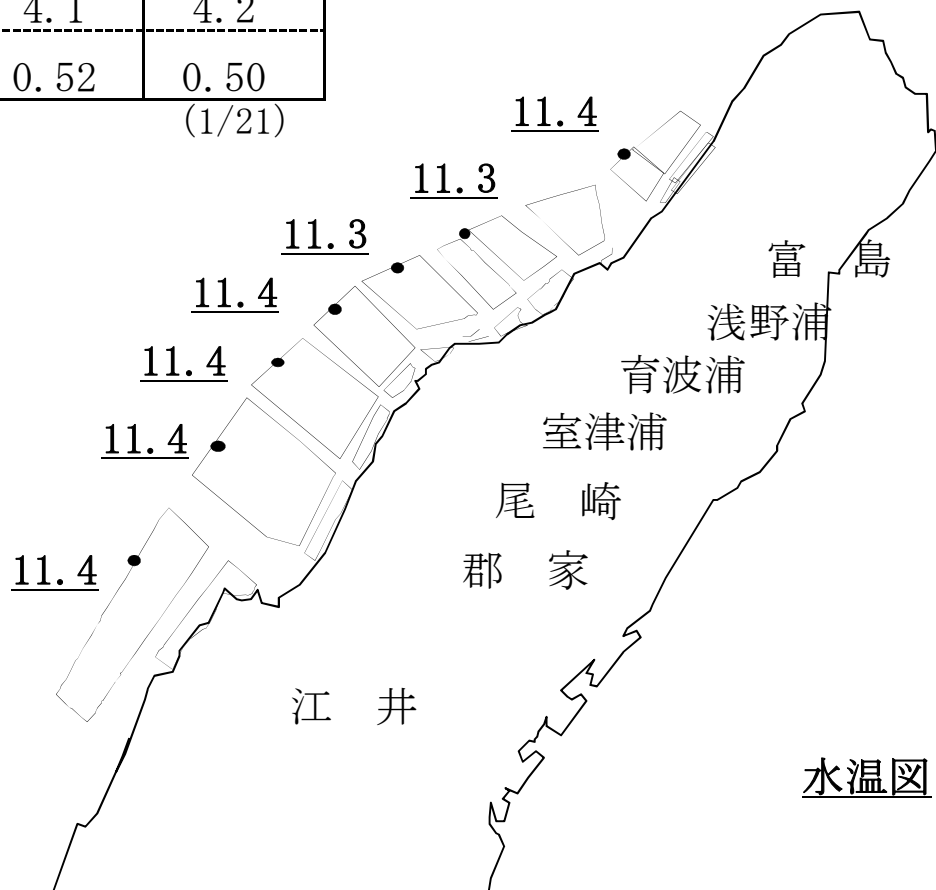 4.1 4.2
0.52 0.50
(1/21)
11.4
11.3
11.3
富 島
11.4
浅野浦
11.4
育波浦
11.4
室津浦
尾 崎
11.4
郡 家
江 井
水温図